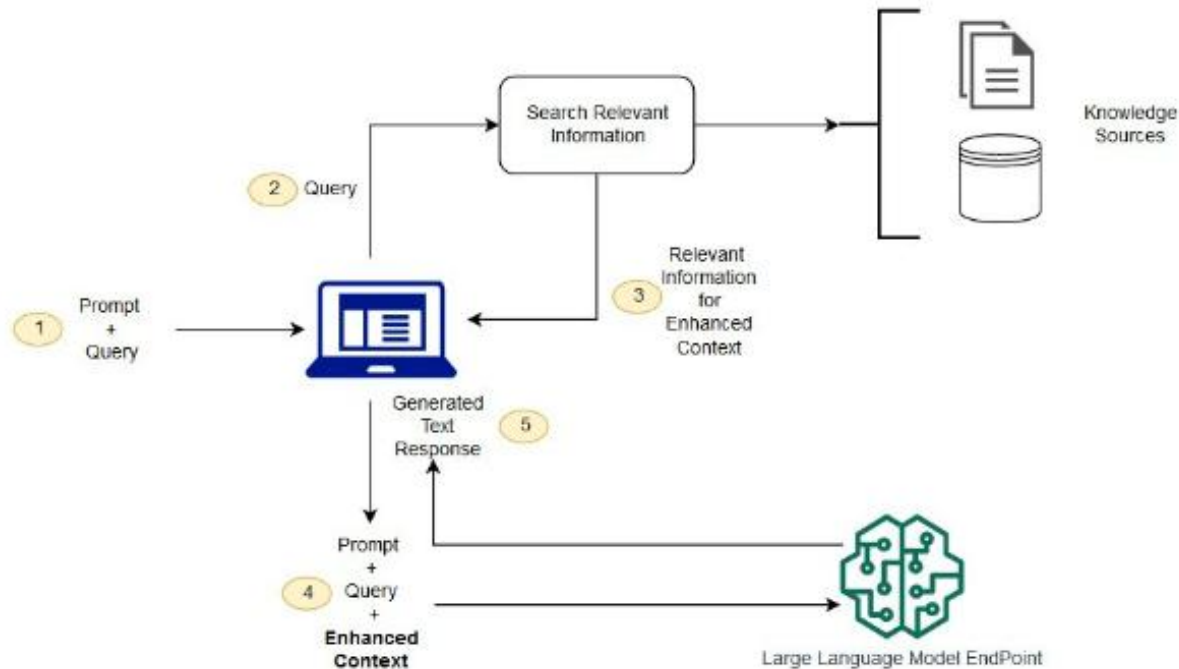 Search Relevant
Information
Knowledge
Sources
2
Query
3
Relevant
Information
for
Enhanced
Context
1
Prompt
+
Query
Generated
Text
Response
5
4
Prompt
+
Query
+
Enhanced
Context
Large Language Model EndPoint